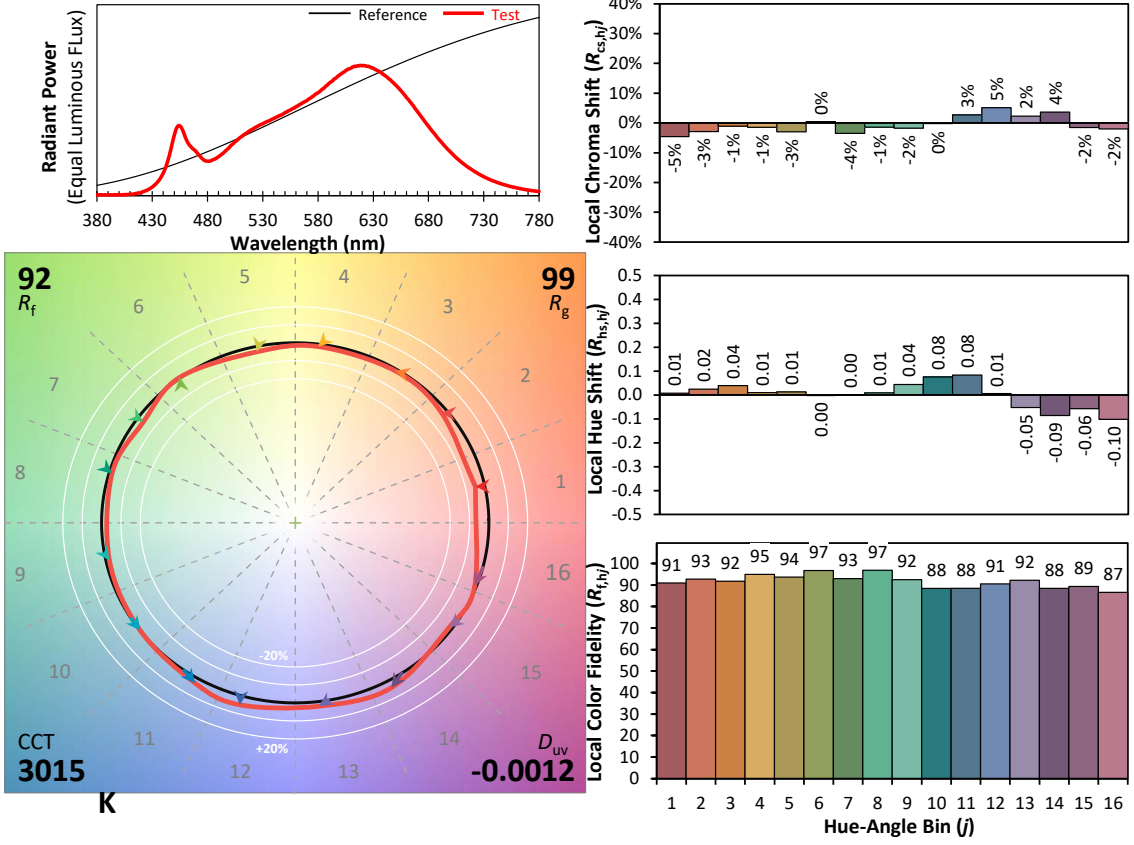 Reference
Test
Radiant Power
(Equal Luminous FLux)
380 430 480 530 580 630 680 730 780
Wavelength (nm)
Local Chroma Shift (Rcs,hj)
40%
30%
20%
10%
0%
-10%
-20%
-30%
-40%
-5% -3% -1% -1% -3% 0% -4% -1% -2% 0% 3% 5% 2% 4% -2% -2%
92
Rf
99
Rg
1
2
3
4
5
6
7
8
9
10
11
12
13
14
15
16
-20%
+20%
CCT
3015
K
Duv
-0.0012
Local Hue Shift (Rhs,hj)
0.5
0.4
0.3
0.2
0.1
0.0
-0.1
-0.2
-0.3
-0.4
-0.5
0.01 0.02 0.04 0.01 0.01 0.00 0.00 0.01 0.04 0.08 0.08 0.01 -0.05 -0.09 -0.06 -0.10
Local Color Fidelity (Rf,hj)
100
90
80
70
60
50
40
30
20
10
0
91 93 92 95 94 97 93 97 92 88 88 91 92 88 89 87
1 2 3 4 5 6 7 8 9 10 11 12 13 14 15 16
Hue-Angle Bin (j)